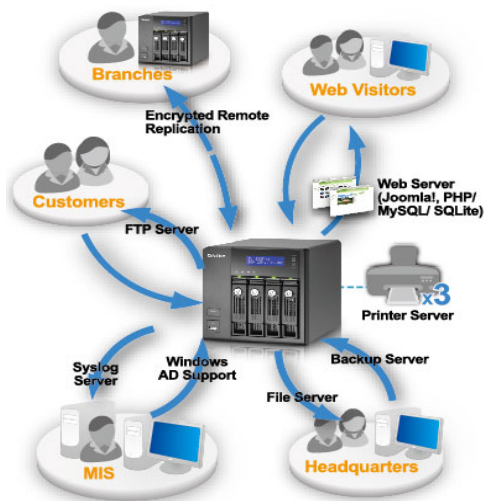 Branches
Web Visitors
Encrypted Remote
Replication
Customers
Web Server
(Joomla!, PHP/
MySQL/ SQLite)
FTP Server
x3
Printer Server
Syslog
Server
Windows
AD Support
Backup Server
File Server
MIS
Headquarters